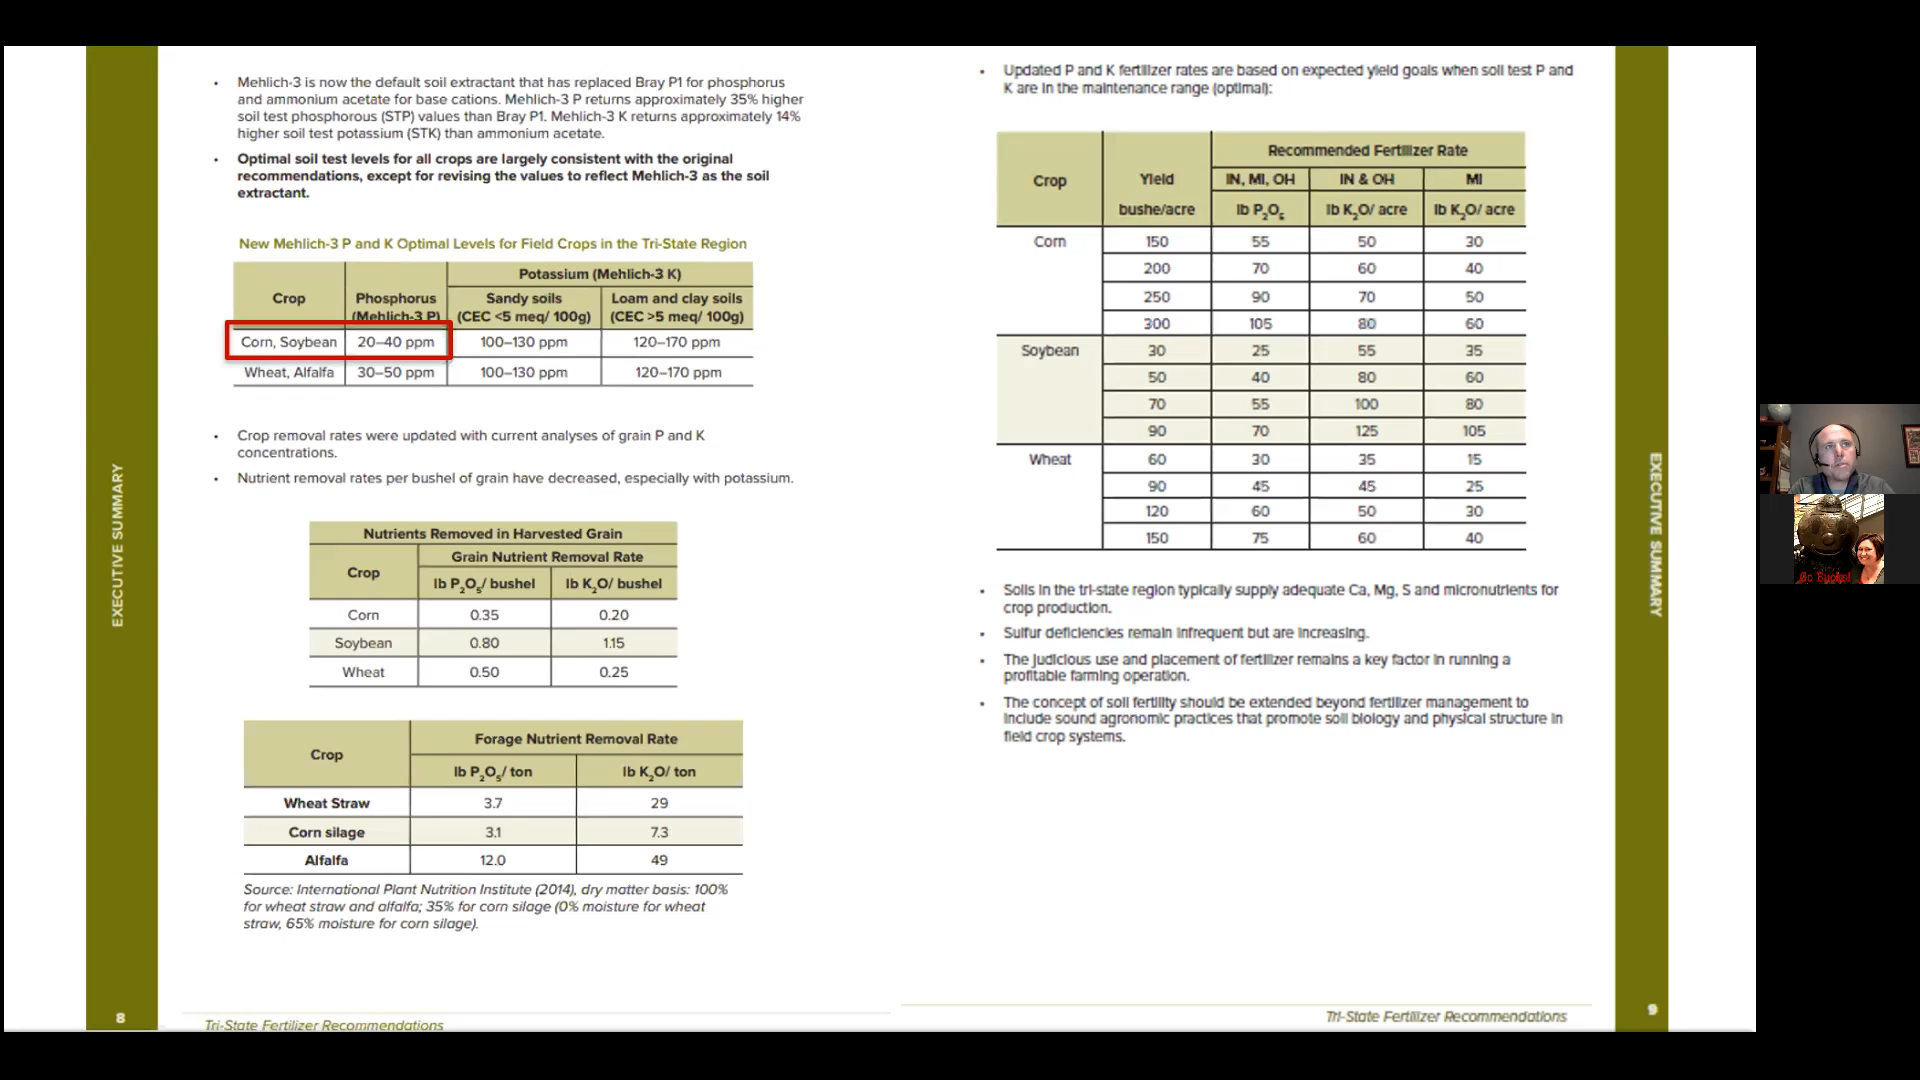 • Mehlich-3 is now the default soil extractant that has replaced Bray P1 for phosphorus
and ammonium acetate for base cations. Mehlich-3 P returns approximately 35% higher
soil test phosphorous (STP) values than Bray P1. Mehlich-3 K returns approximately 14%
higher soil test potassium (STK) than ammonium acetate.
• Optimal soil test levels for all crops are largely consistent with the original
recommendations, except for revising the values to reflect Mehlich-3 as the soil
extractant.
New Mehlich-3 P and K Optimal Levels for Field Crops in the Tri-State Region
Potassium (Mehlich-3 K)
Crop Phosphorus Sandy soils Loam and clay soils
(Mehlich-3 P) (CEC <5 meq/ 100g) (CEC >5 meq/ 100g)
Corn, Soybean 20–40 ppm 100–130 ppm 120–170 ppm
Wheat, Alfalfa 30–50 ppm 100–130 ppm 120–170 ppm
• Crop removal rates were updated with current analyses of grain P and K
concentrations.
• Nutrient removal rates per bushel of grain have decreased, especially with potassium.
Nutrients Removed in Harvested Grain
Crop Grain Nutrient Removal Rate
lb P₂O₅/ bushel lb K₂O/ bushel
Corn 0.35 0.20
Soybean 0.80 1.15
Wheat 0.50 0.25
Crop Forage Nutrient Removal Rate
lb P₂O₅/ ton lb K₂O/ ton
Wheat Straw 3.7 29
Corn silage 3.1 7.3
Alfalfa 12.0 49
Source: International Plant Nutrition Institute (2014), dry matter basis: 100%
for wheat straw and alfalfa; 35% for corn silage (0% moisture for wheat
straw, 65% moisture for corn silage).
EXECUTIVE SUMMARY
8
Tri-State Fertilizer Recommendations
• Updated P and K fertilizer rates are based on expected yield goals when soil test P and
K are in the maintenance range (optimal):
Recommended Fertilizer Rate
Crop Yield IN, MI, OH IN & OH MI
bushe/acre lb P₂O₅ lb K₂O/ acre lb K₂O/ acre
Corn 150 55 50 30
200 70 60 40
250 90 70 50
300 105 80 60
Soybean 30 25 55 35
50 40 80 60
70 55 100 80
90 70 125 105
Wheat 60 30 35 15
90 45 45 25
120 60 50 30
150 75 60 40
• Soils in the tri-state region typically supply adequate Ca, Mg, S and micronutrients for
crop production.
• Sulfur deficiencies remain infrequent but are increasing.
• The judicious use and placement of fertilizer remains a key factor in running a
profitable farming operation.
• The concept of soil fertility should be extended beyond fertilizer management to
include sound agronomic practices that promote soil biology and physical structure in
field crop systems.
EXECUTIVE SUMMARY
Tri-State Fertilizer Recommendations
9
Go Bucks!